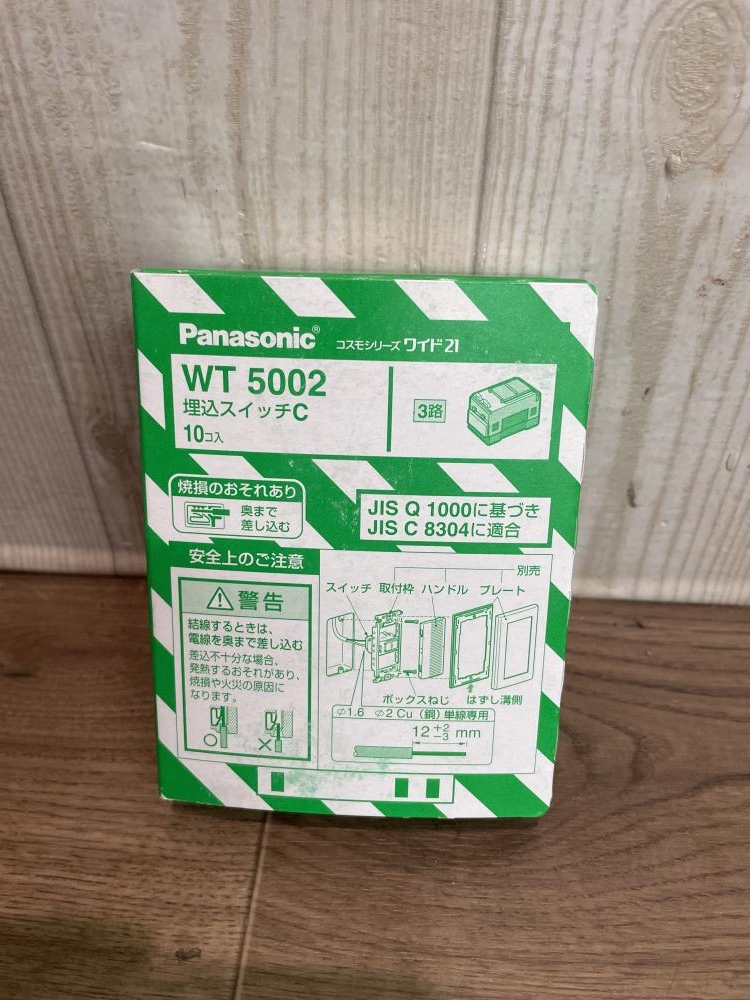 Panasonic® コスモシリーズ ワイド21
WT 5002
埋込スイッチC
10コ入
3路
焼損のおそれあり
奥まで
差し込む
JIS Q 1000に基づき
JIS C 8304に適合
安全上のご注意
警告
結線するときは、
電線を奥まで差し込む
差込不十分な場合、
発熱するおそれがあり、
焼損や火災の原因に
なります。
○ ×
別売
スイッチ 取付枠 ハンドル プレート
ボックスねじ はずし溝側
φ1.6 φ2 Cu（銅）単線専用
12 +2 -3 mm